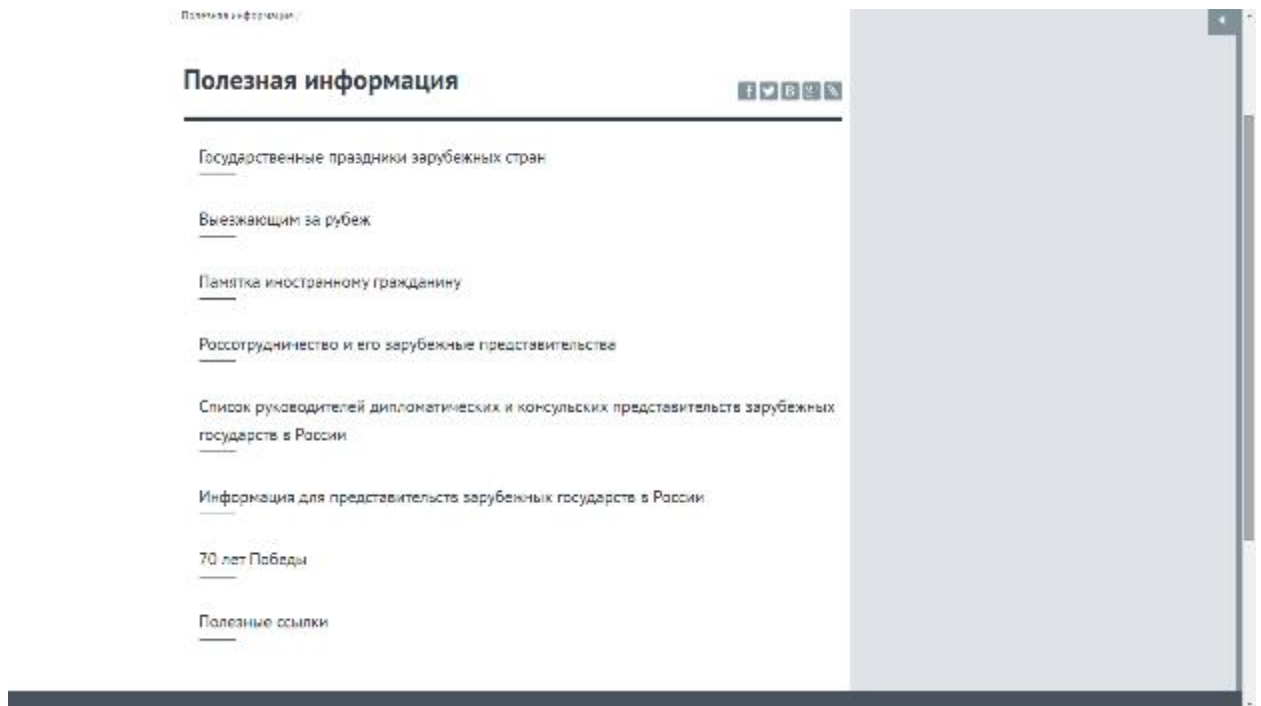 Полезная информация /
Полезная информация
Государственные праздники зарубежных стран
Выезжающим за рубеж
Памятка иностранному гражданину
Россотрудничество и его зарубежные представительства
Список руководителей дипломатических и консульских представительств зарубежных
государств в России
Информация для представительств зарубежных государств в России
70 лет Победы
Полезные ссылки